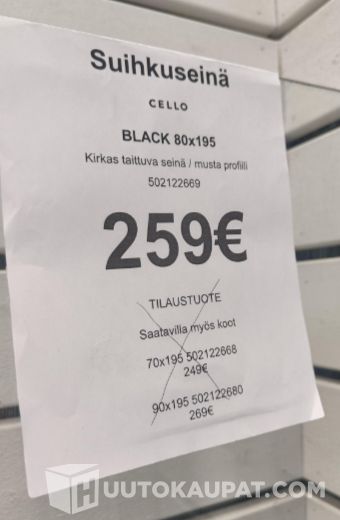 Suihkuseinä
CELLO
BLACK 80x195
Kirkas taittuva seinä / musta profiili
502122669
259€
TILAUSTUOTE
Saatavilla myös koot
70x195 502122668
249€
90x195 502122680
269€
HUUTOKAUPAT.COM